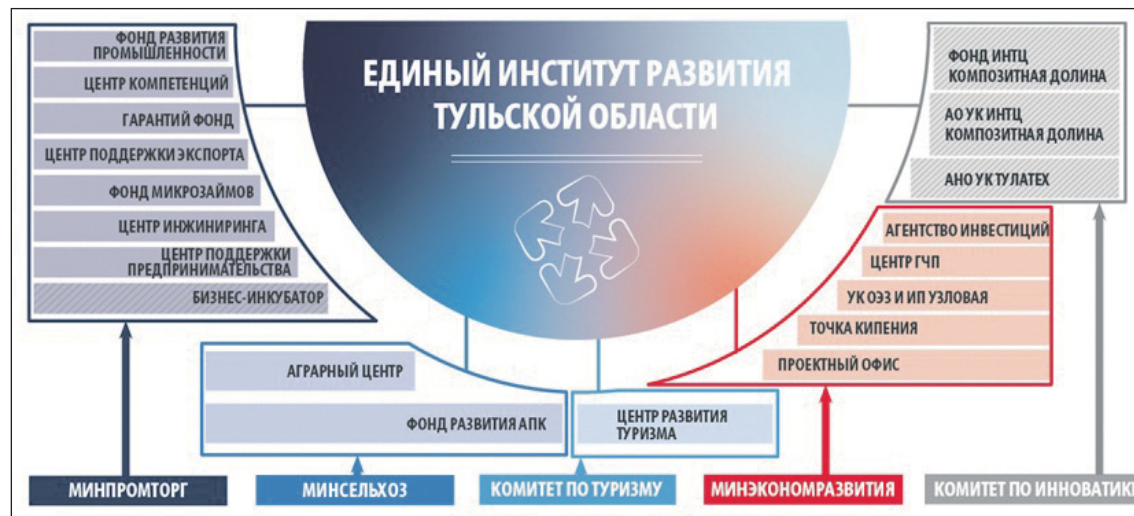 ЕДИНЫЙ ИНСТИТУТ РАЗВИТИЯ
ТУЛЬСКОЙ ОБЛАСТИ
ФОНД РАЗВИТИЯ
ПРОМЫШЛЕННОСТИ
ЦЕНТР КОМПЕТЕНЦИЙ
ГАРАНТИЙ ФОНД
ЦЕНТР ПОДДЕРЖКИ ЭКСПОРТА
ФОНД МИКРОЗАЙМОВ
ЦЕНТР ИНЖИНИРИНГА
ЦЕНТР ПОДДЕРЖКИ
ПРЕДПРИНИМАТЕЛЬСТВА
БИЗНЕС-ИНКУБАТОР
АГРАРНЫЙ ЦЕНТР
ФОНД РАЗВИТИЯ АПК
ЦЕНТР РАЗВИТИЯ
ТУРИЗМА
АГЕНТСТВО ИНВЕСТИЦИЙ
ЦЕНТР ГЧП
УК ОЭЗ И ИП УЗЛОВАЯ
ТОЧКА КИПЕНИЯ
ПРОЕКТНЫЙ ОФИС
ФОНД ИНТЦ
КОМПОЗИТНАЯ ДОЛИНА
АО УК ИНТЦ
КОМПОЗИТНАЯ ДОЛИНА
АНО УК ТУЛАТЕХ
МИНПРОМТОРГ
МИНСЕЛЬХОЗ
КОМИТЕТ ПО ТУРИЗМУ
МИНЭКОНОМРАЗВИТИЯ
КОМИТЕТ ПО ИННОВАТИКЕ